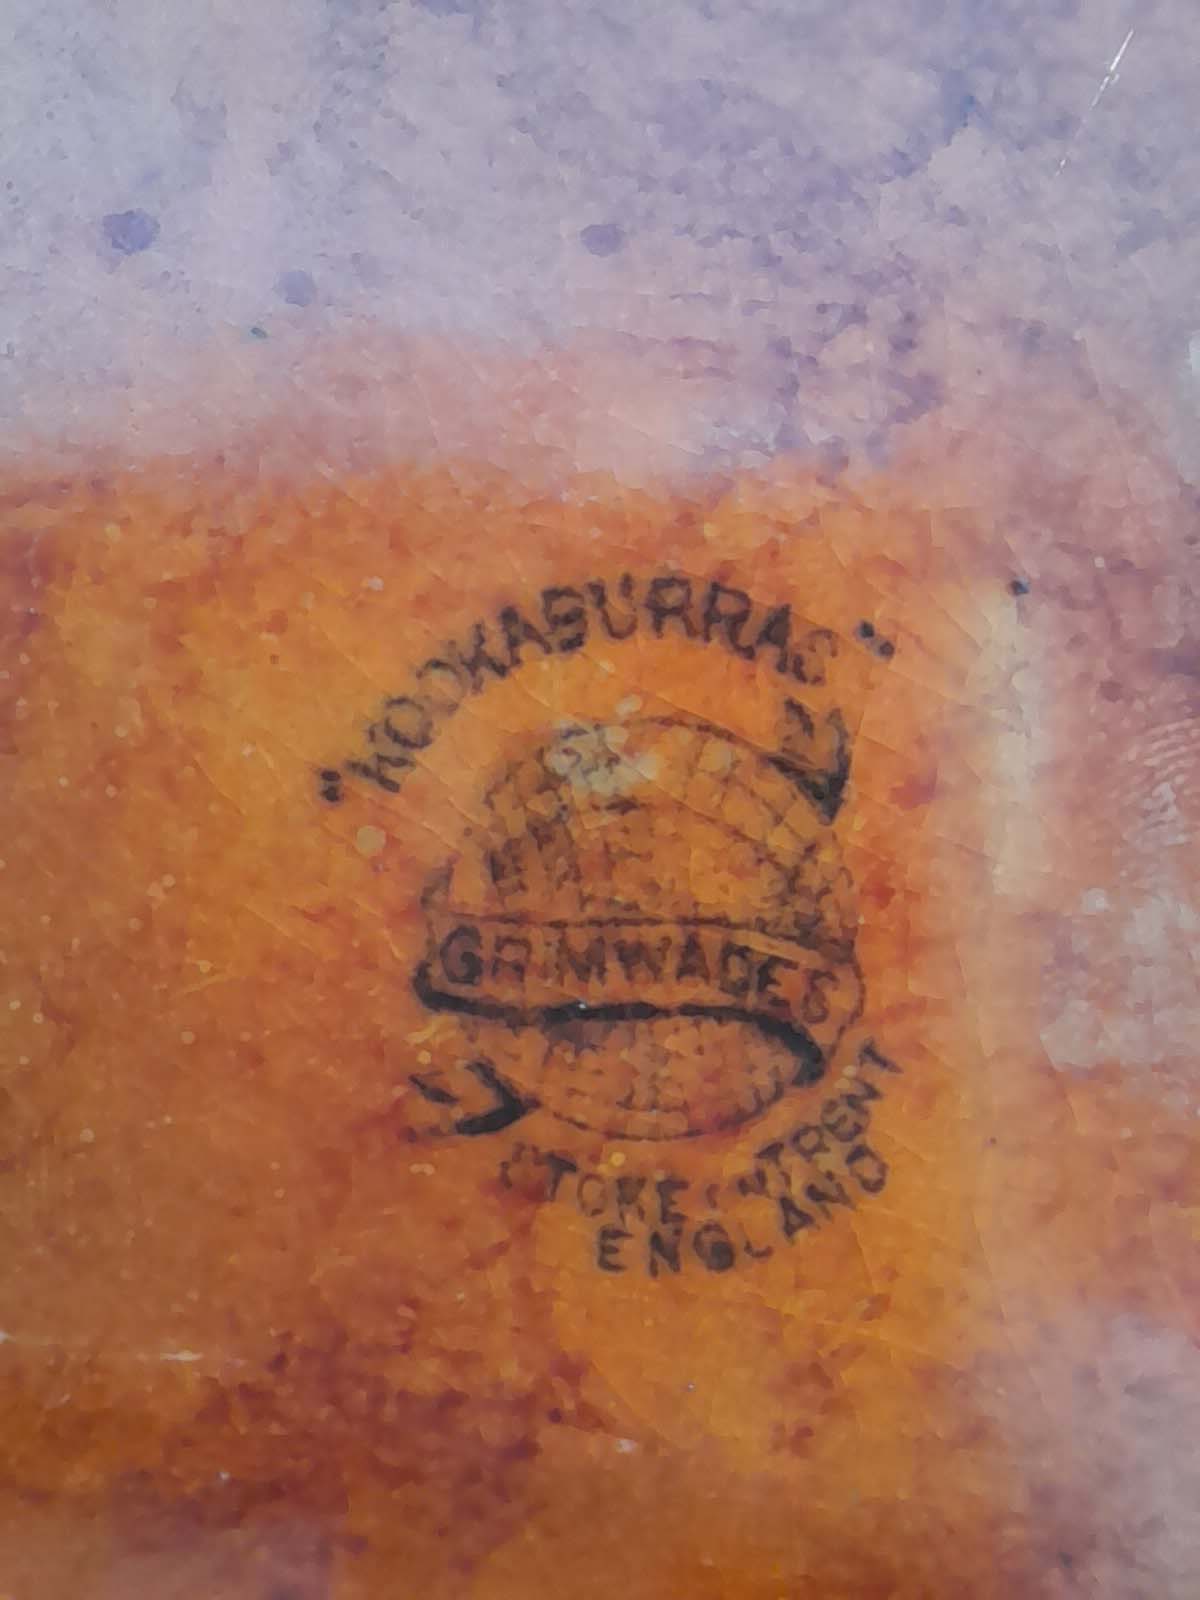 "KOOKABURRAS"
GRIMWADES
STOKE ON TRENT
ENGLAND